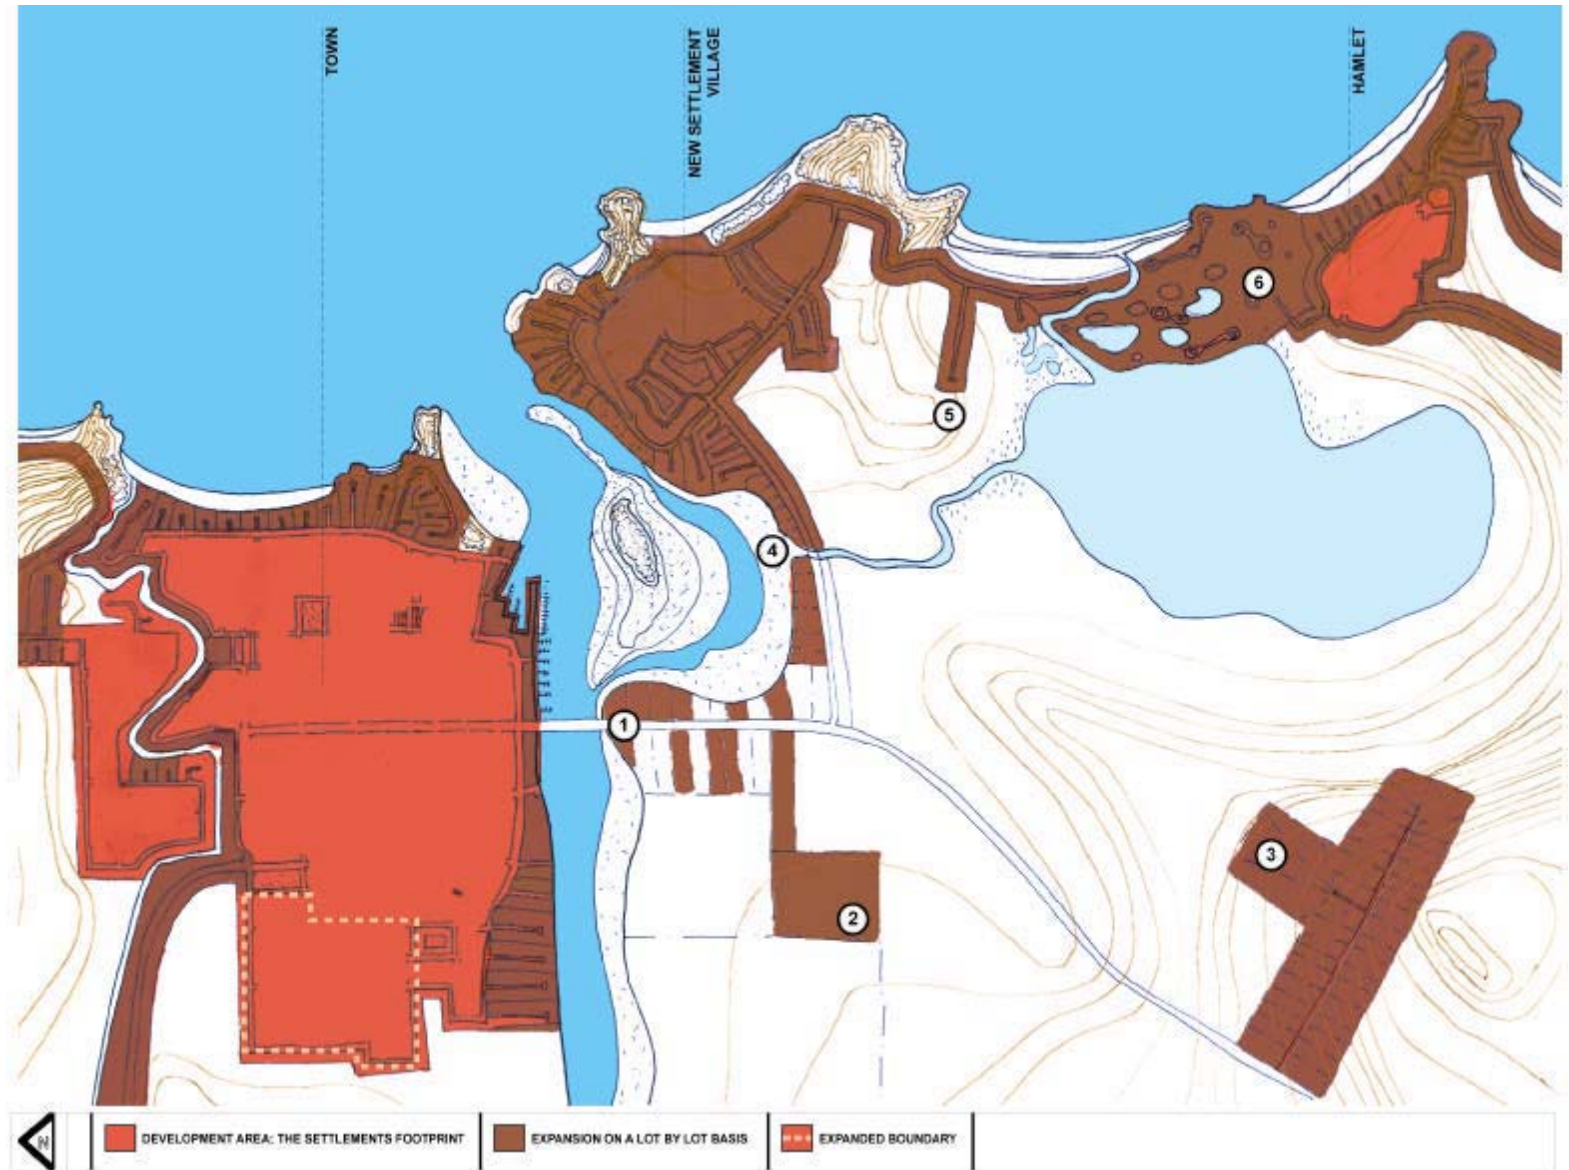 TOWN
NEW SETTLEMENT
VILLAGE
HAMLET
6
5
4
1
3
2
N
DEVELOPMENT AREA: THE SETTLEMENTS FOOTPRINT
EXPANSION ON A LOT BY LOT BASIS
EXPANDED BOUNDARY